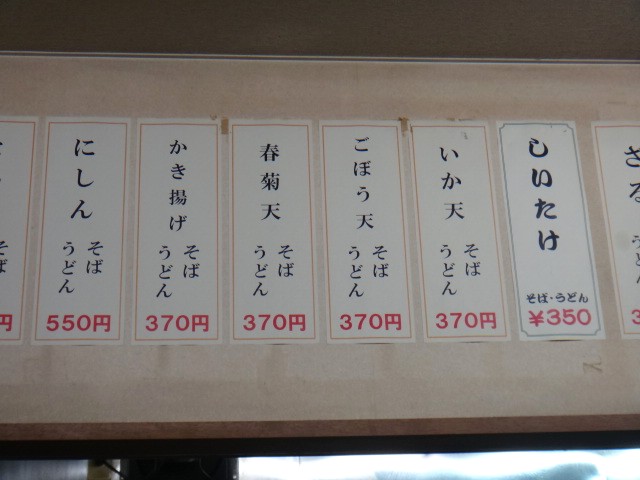 にしん
そば
うどん
550円
かき揚げ
そば
うどん
370円
春菊天
そば
うどん
370円
ごぼう天
そば
うどん
370円
いか天
そば
うどん
370円
しいたけ
そば・うどん
¥350
ざる